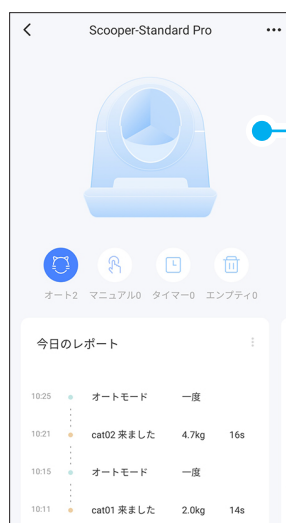 Scooper-Standard Pro
オート2 マニュアル0 タイマー0 エンプティ0
今日のレポート
10:25 オートモード 一度
10:21 cat02 来ました 4.7kg 16s
10:15 オートモード 一度
10:11 cat01 来ました 2.0kg 14s